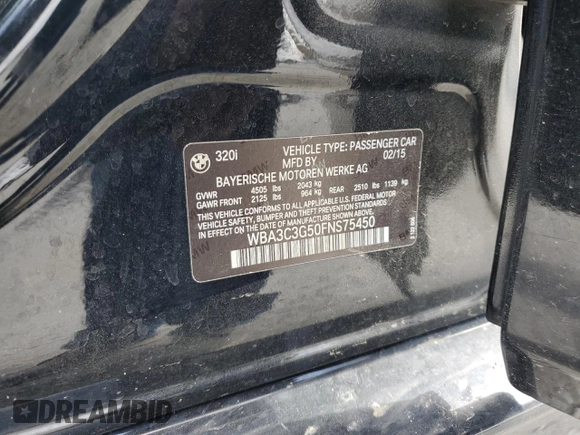 320i VEHICLE TYPE: PASSENGER CAR
MFD BY 02/15
BAYERISCHE MOTOREN WERKE AG
GVWR 4505 lbs 2043 kg
GAWR FRONT 2125 lbs 964 kg REAR 2510 lbs 1139 kg
THIS VEHICLE CONFORMS TO ALL APPLICABLE
U.S. FEDERAL MOTOR VEHICLE SAFETY,
BUMPER, AND THEFT PREVENTION STANDARDS IN
EFFECT ON THE DATE OF MANUFACTURE SHOWN ABOVE.
WBA3C3G50FNS75450
DREAMBID